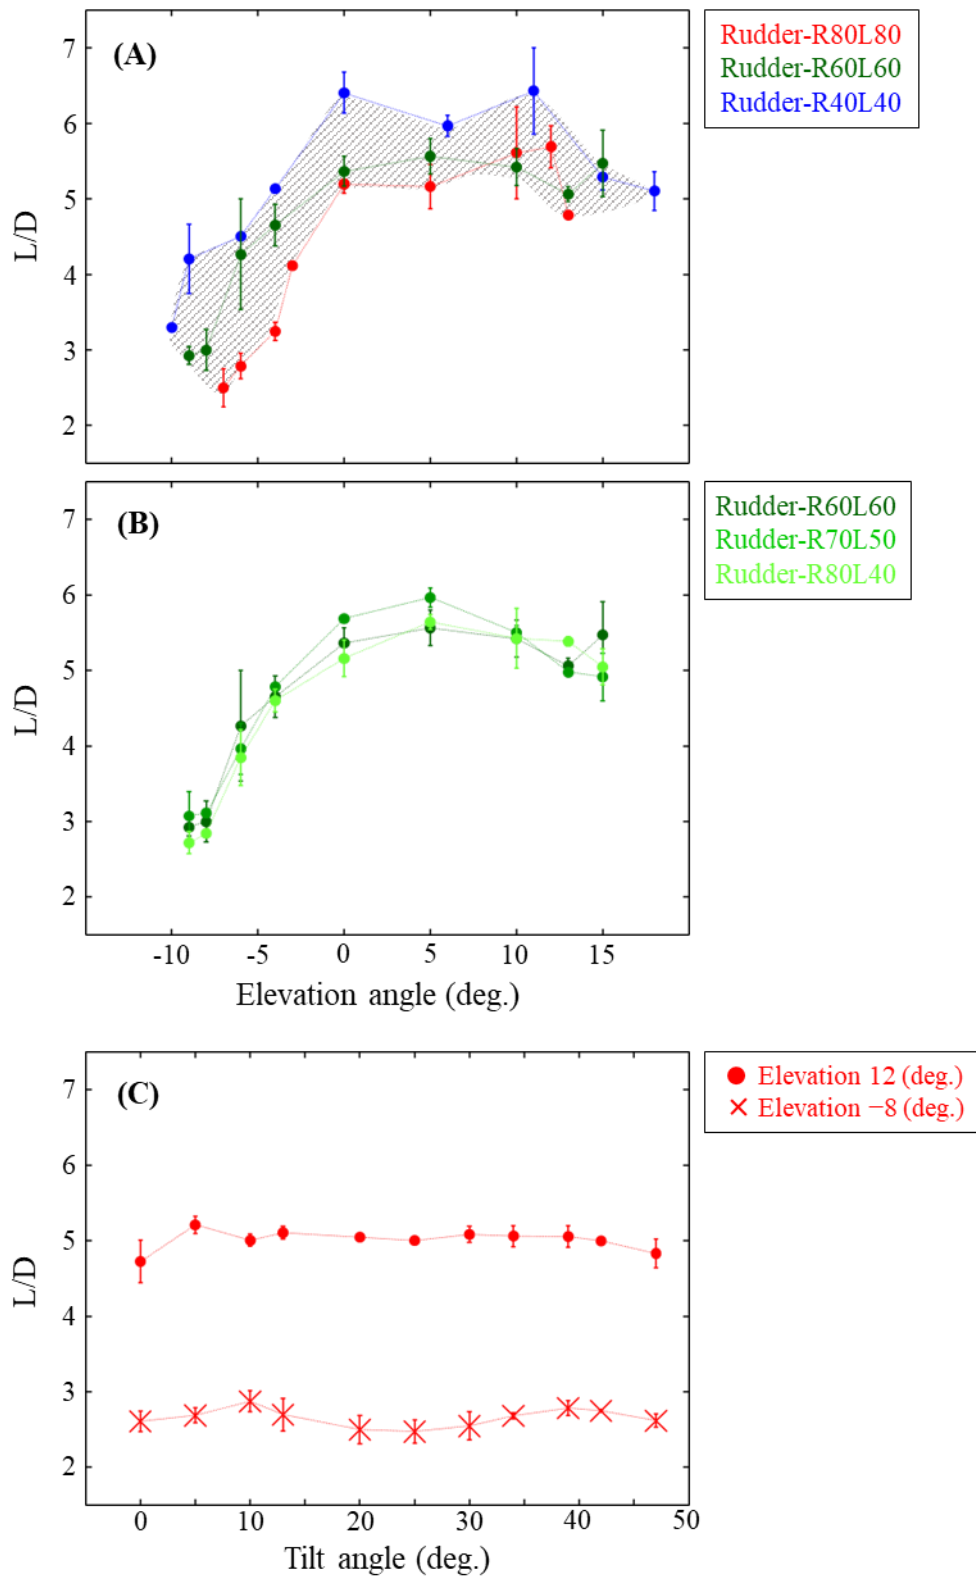 (A)
7
6
5
4
3
2
L/D
Rudder-R80L80
Rudder-R60L60
Rudder-R40L40
(B)
7
6
5
4
3
2
L/D
-10 -5 0 5 10 15
Elevation angle (deg.)
Rudder-R60L60
Rudder-R70L50
Rudder-R80L40
(C)
7
6
5
4
3
2
L/D
0 10 20 30 40 50
Tilt angle (deg.)
Elevation 12 (deg.)
Elevation −8 (deg.)